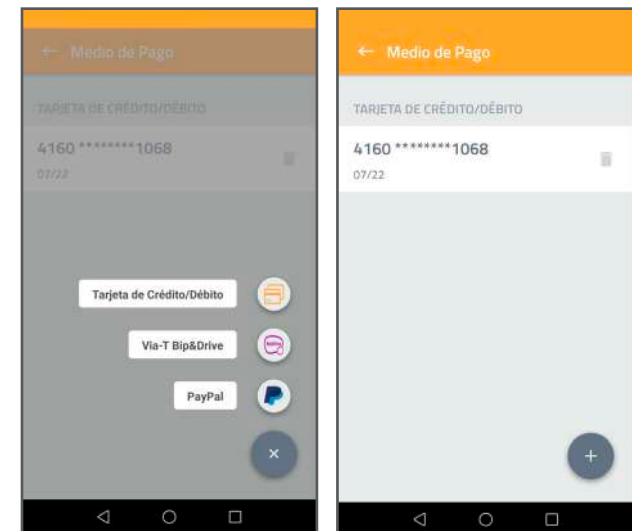 ← Medio de Pago
TARJETA DE CRÉDITO/DÉBITO
4160 ********1068
07/22
Tarjeta de Crédito/Débito
Via-T Bip&Drive
PayPal
← Medio de Pago
TARJETA DE CRÉDITO/DÉBITO
4160 ********1068
07/22